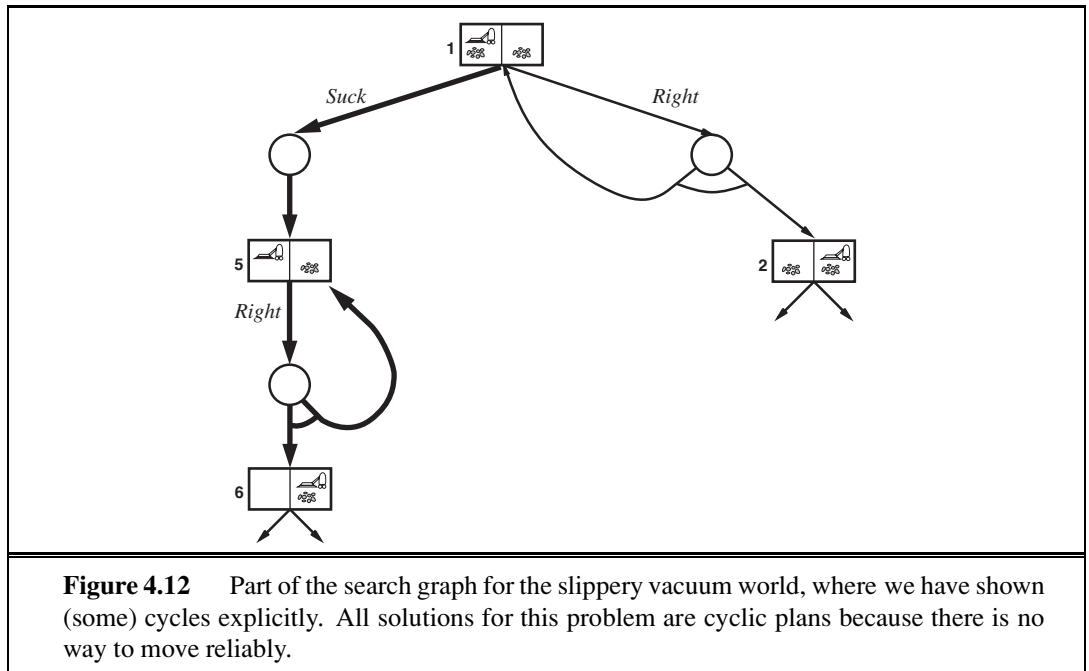 1
Suck
Right
5
2
Right
6
Figure 4.12 Part of the search graph for the slippery vacuum world, where we have shown
(some) cycles explicitly. All solutions for this problem are cyclic plans because there is no
way to move reliably.